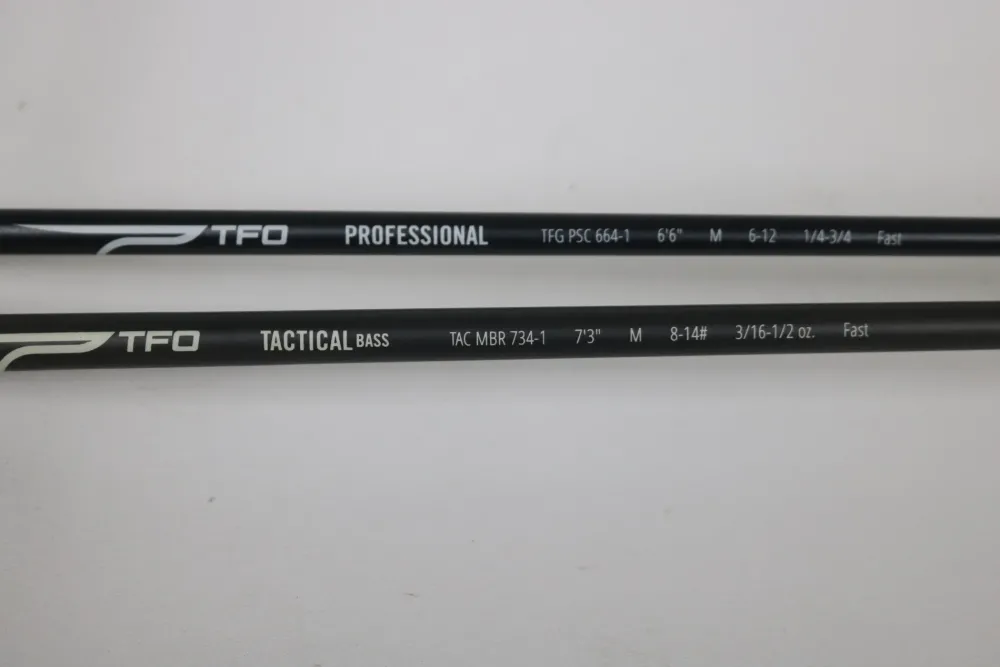 TFO PROFESSIONAL TFG PSC 664-1 6'6" M 6-12 1/4-3/4 Fast
TFO TACTICAL BASS TAC MBR 734-1 7'3" M 8-14# 3/16-1/2 oz. Fast